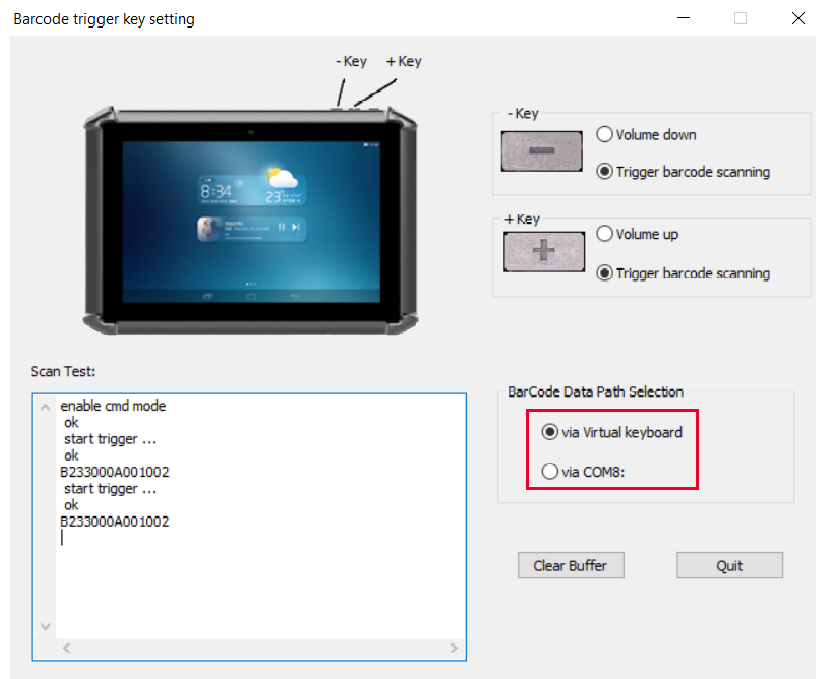 Barcode trigger key setting
- Key
+ Key
8:34
23°
- Key
Volume down
Trigger barcode scanning
+ Key
Volume up
Trigger barcode scanning
Scan Test:
enable cmd mode
ok
start trigger ...
ok
B233000A001002
start trigger ...
ok
B233000A001002
BarCode Data Path Selection
via Virtual keyboard
via COM8:
Clear Buffer
Quit